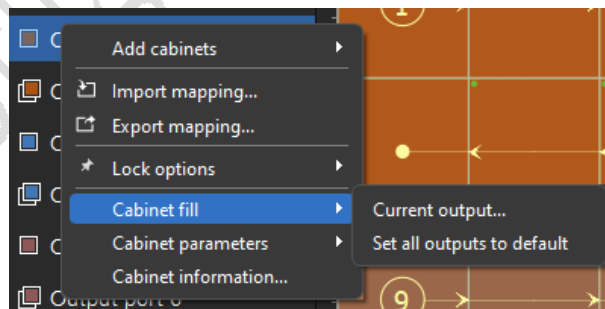 1
Add cabinets
Import mapping...
Export mapping...
Lock options
Cabinet fill
Current output...
Cabinet parameters
Set all outputs to default
Cabinet information...
Output port 6
9